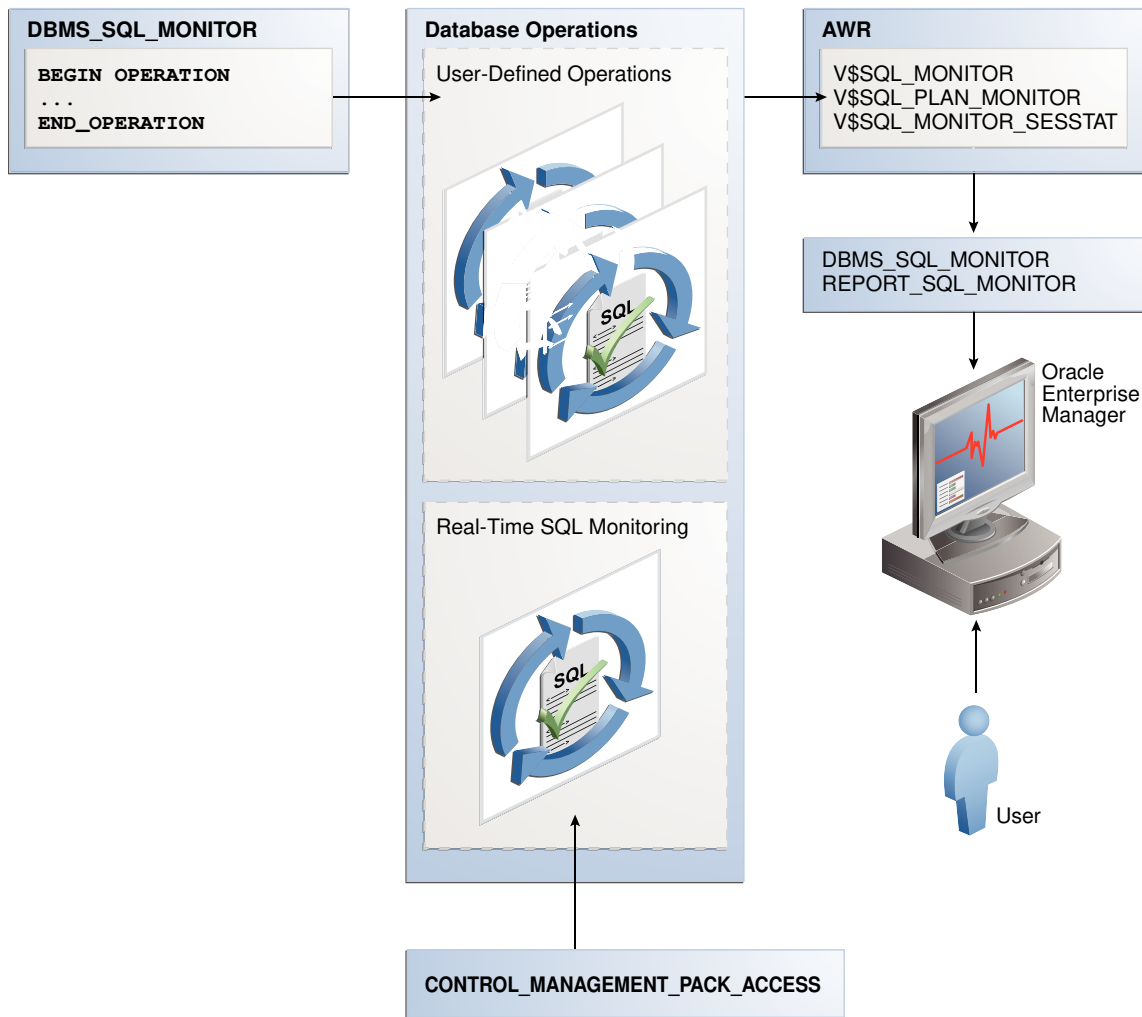 DBMS_SQL_MONITOR
BEGIN OPERATION
...
END_OPERATION
Database Operations
User-Defined Operations
SQL
Real-Time SQL Monitoring
SQL
CONTROL_MANAGEMENT_PACK_ACCESS
AWR
V$SQL_MONITOR
V$SQL_PLAN_MONITOR
V$SQL_MONITOR_SESSTAT
DBMS_SQL_MONITOR
REPORT_SQL_MONITOR
Oracle
Enterprise
Manager
User